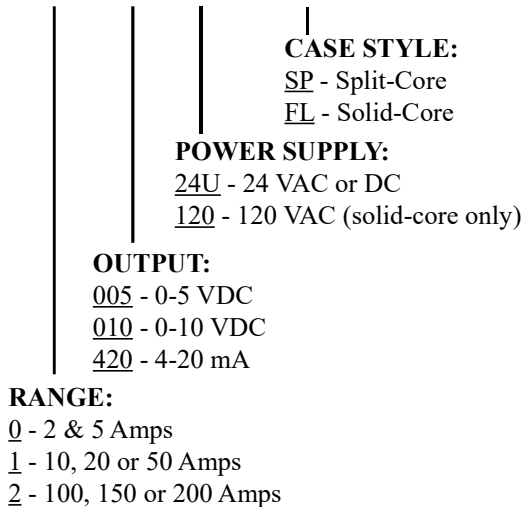 CASE STYLE:
SP - Split-Core
FL - Solid-Core
POWER SUPPLY:
24U - 24 VAC or DC
120 - 120 VAC (solid-core only)
OUTPUT:
005 - 0-5 VDC
010 - 0-10 VDC
420 - 4-20 mA
RANGE:
0 - 2 & 5 Amps
1 - 10, 20 or 50 Amps
2 - 100, 150 or 200 Amps